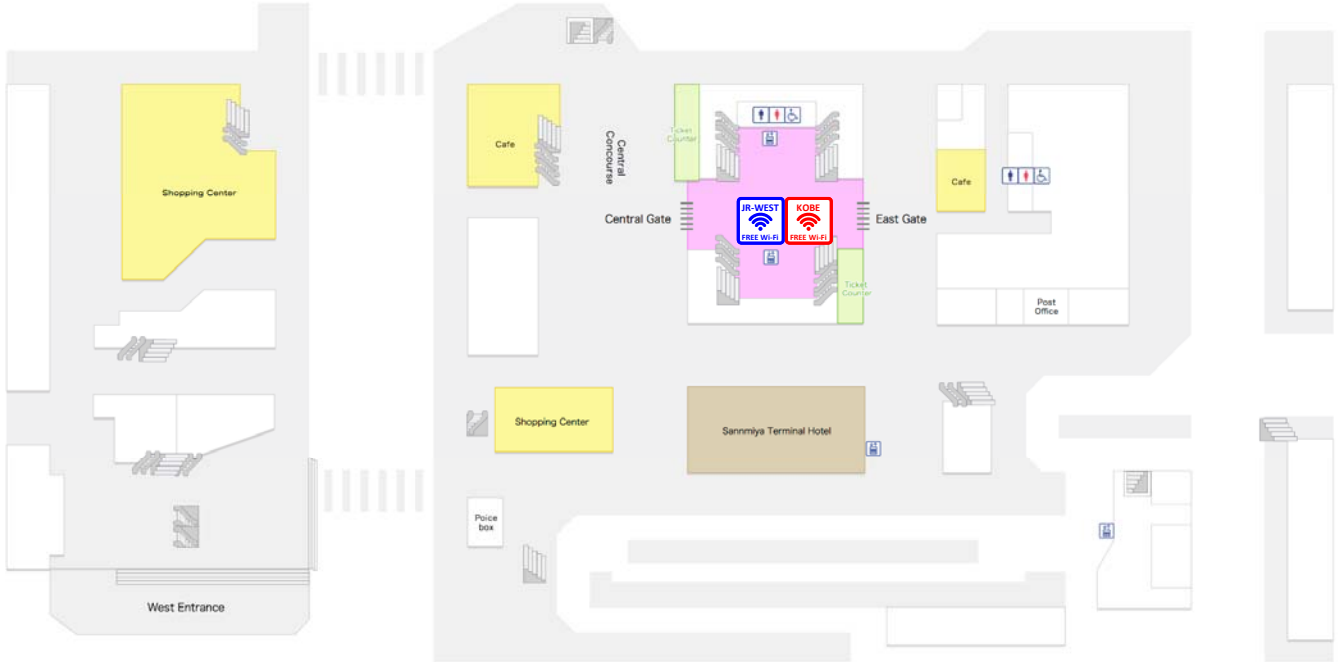 Shopping Center
Cafe
Central
Concourse
Ticket
Counter
Central Gate
JR-WEST
FREE Wi-Fi
KOBE
FREE Wi-Fi
East Gate
Cafe
Ticket
Counter
Post
Office
Shopping Center
Sannmiya Terminal Hotel
Poice
box
West Entrance